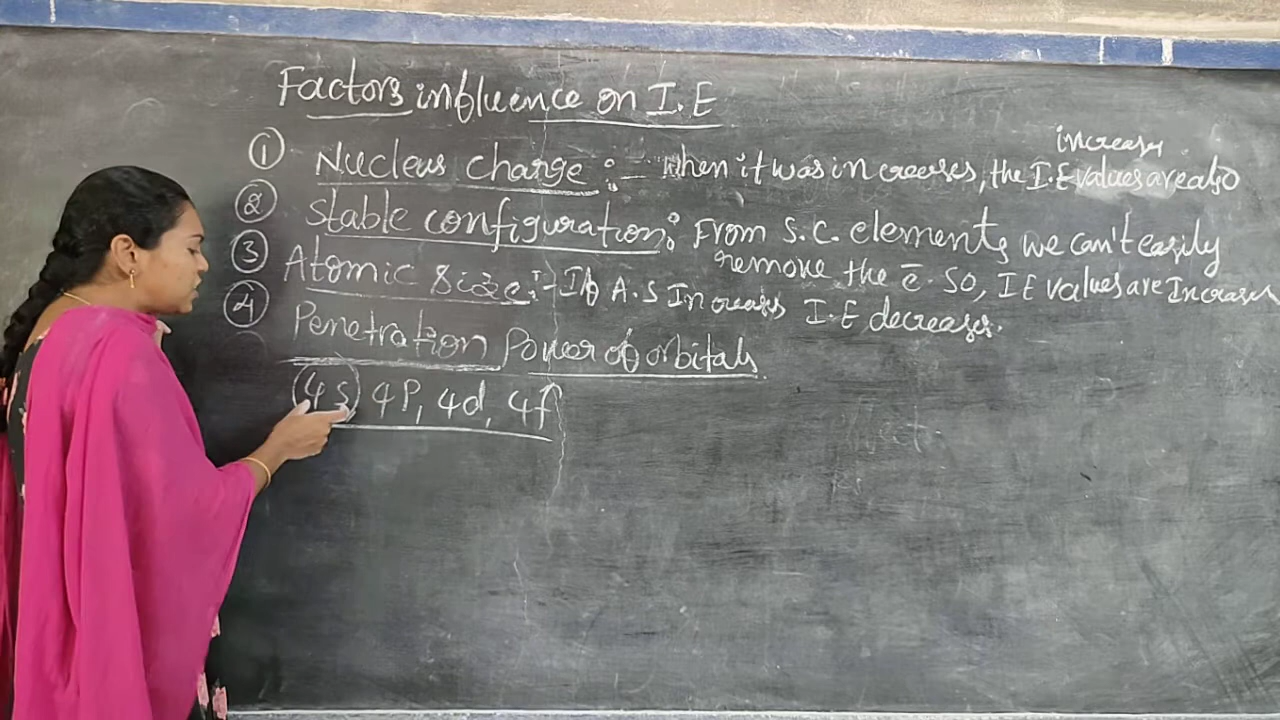 Factors influence on I.E
① Nucleus charge :- When it was increases, the I.E values are also increases
② Stable configuration: From S.C. elements we can't easily
remove the e̅. So, I E values are Increases
③ Atomic Size:- If A.S Increases I.E decreases.
④ Penetration Power of orbitals
4s 4P, 4d, 4f